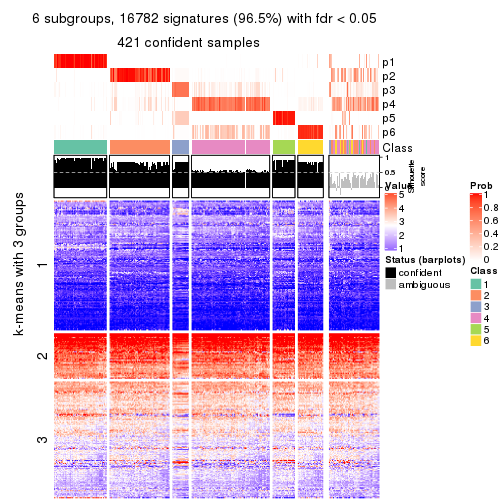 6 subgroups, 16782 signatures (96.5%) with fdr < 0.05
421 confident samples
p1
p2
p3
p4
p5
p6
Class
1
0.5
0
Silhouette
score
k-means with 3 groups
1
2
3
Value
5
4
3
2
1
Status (barplots)
confident
ambiguous
Prob
1
0.8
0.6
0.4
0.2
0
Class
1
2
3
4
5
6